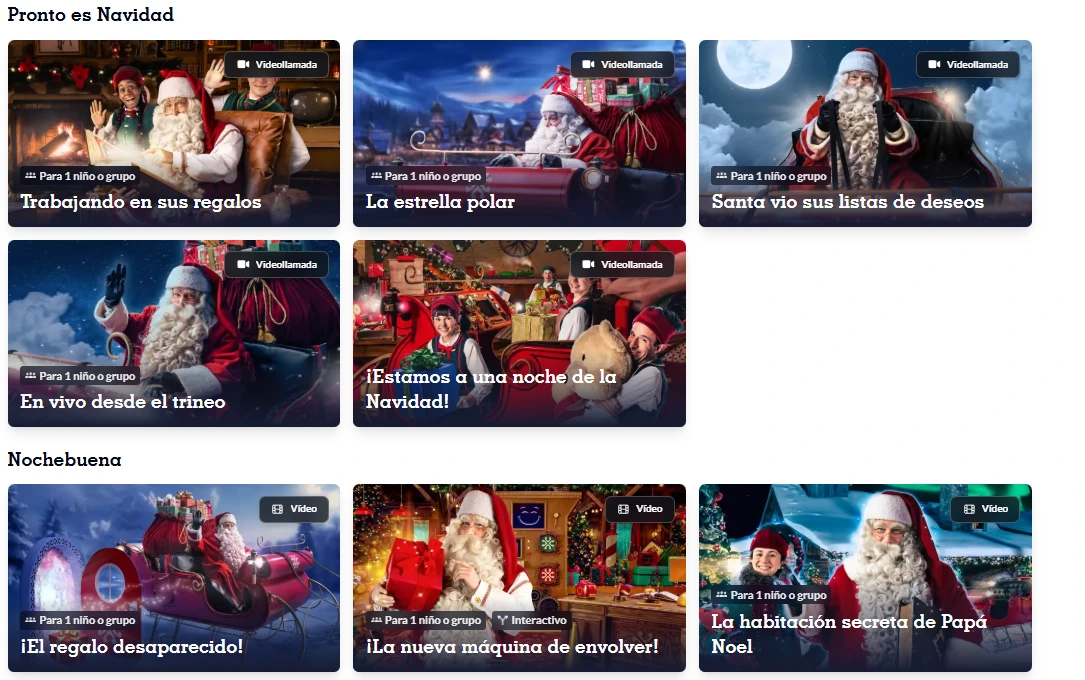 Pronto es Navidad
Videollamada
Para 1 niño o grupo
Trabajando en sus regalos
Videollamada
Para 1 niño o grupo
La estrella polar
Videollamada
Para 1 niño o grupo
Santa vio sus listas de deseos
Videollamada
Para 1 niño o grupo
En vivo desde el trineo
Videollamada
¡Estamos a una noche de la
Navidad!
Nochebuena
Vídeo
Para 1 niño o grupo
¡El regalo desaparecido!
Vídeo
Para 1 niño o grupo Interactivo
¡La nueva máquina de envolver!
Vídeo
Para 1 niño o grupo
La habitación secreta de Papá
Noel